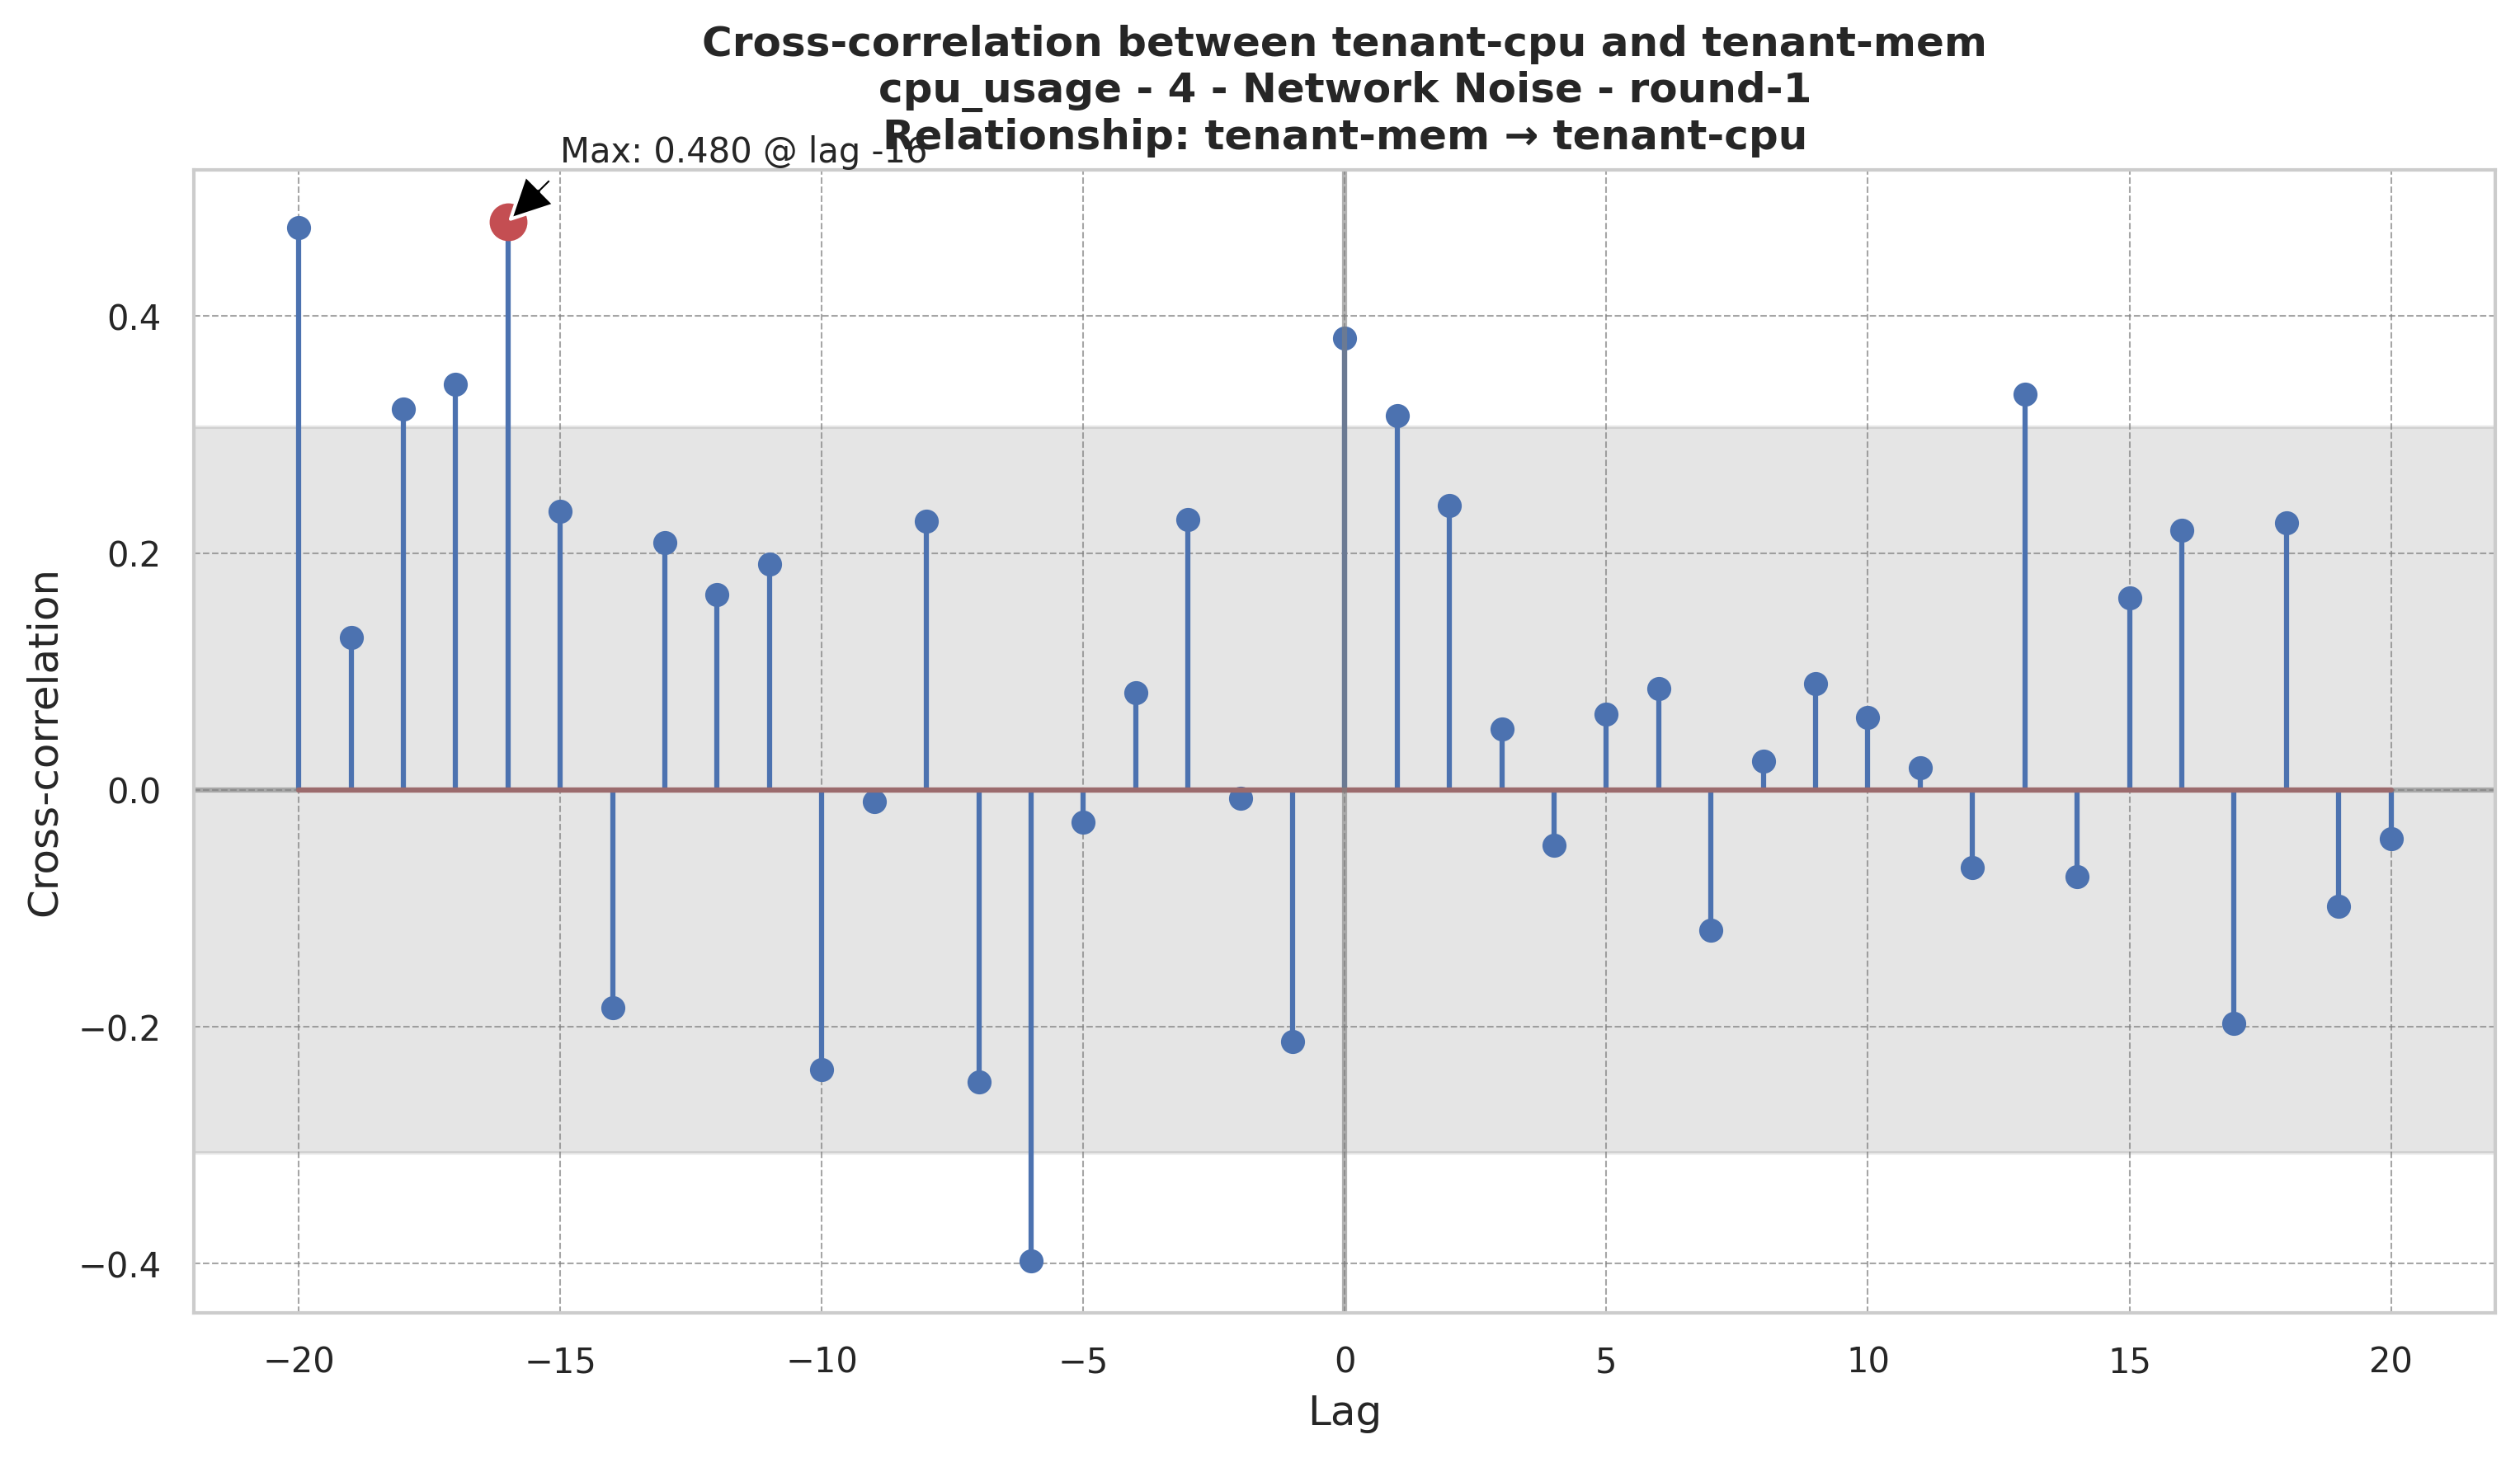 Cross-correlation between tenant-cpu and tenant-mem
cpu_usage - 4 - Network Noise - round-1
Relationship: tenant-mem → tenant-cpu
Max: 0.480 @ lag -16
Cross-correlation
0.4
0.2
0.0
−0.2
−0.4
−20
−15
−10
−5
0
5
10
15
20
Lag